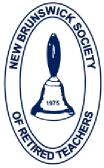 NEW BRUNSWICK SOCIETY
1975
OF RETIRED TEACHERS